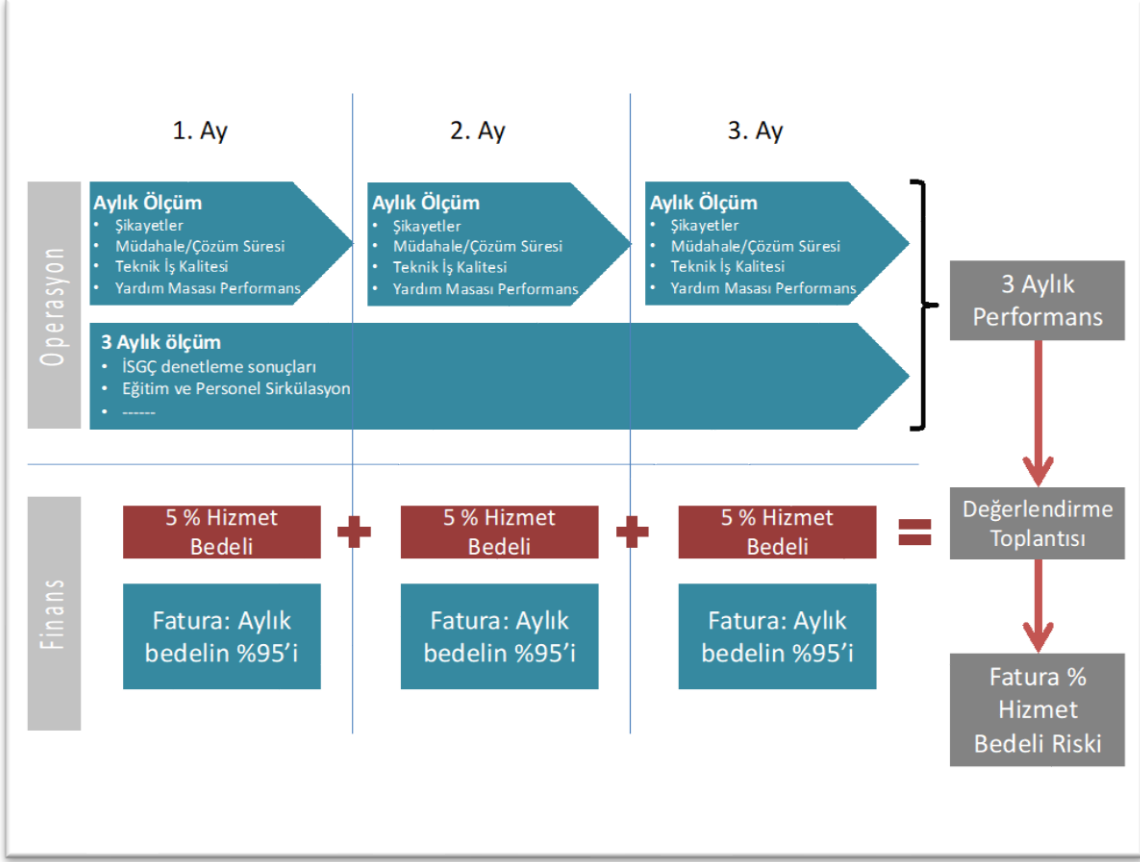 1. Ay
2. Ay
3. Ay
Operasyon
Aylık Ölçüm
• Şikayetler
• Müdahale/Çözüm Süresi
• Teknik İş Kalitesi
• Yardım Masası Performans
Aylık Ölçüm
• Şikayetler
• Müdahale/Çözüm Süresi
• Teknik İş Kalitesi
• Yardım Masası Performans
Aylık Ölçüm
• Şikayetler
• Müdahale/Çözüm Süresi
• Teknik İş Kalitesi
• Yardım Masası Performans
3 Aylık ölçüm
• İSGÇ denetleme sonuçları
• Eğitim ve Personel Sirkülasyon
• ------
3 Aylık
Performans
Finans
5 % Hizmet
Bedeli
+
5 % Hizmet
Bedeli
+
5 % Hizmet
Bedeli
=
Değerlendirme
Toplantısı
Fatura: Aylık
bedelin %95’i
Fatura: Aylık
bedelin %95’i
Fatura: Aylık
bedelin %95’i
Fatura %
Hizmet
Bedeli Riski